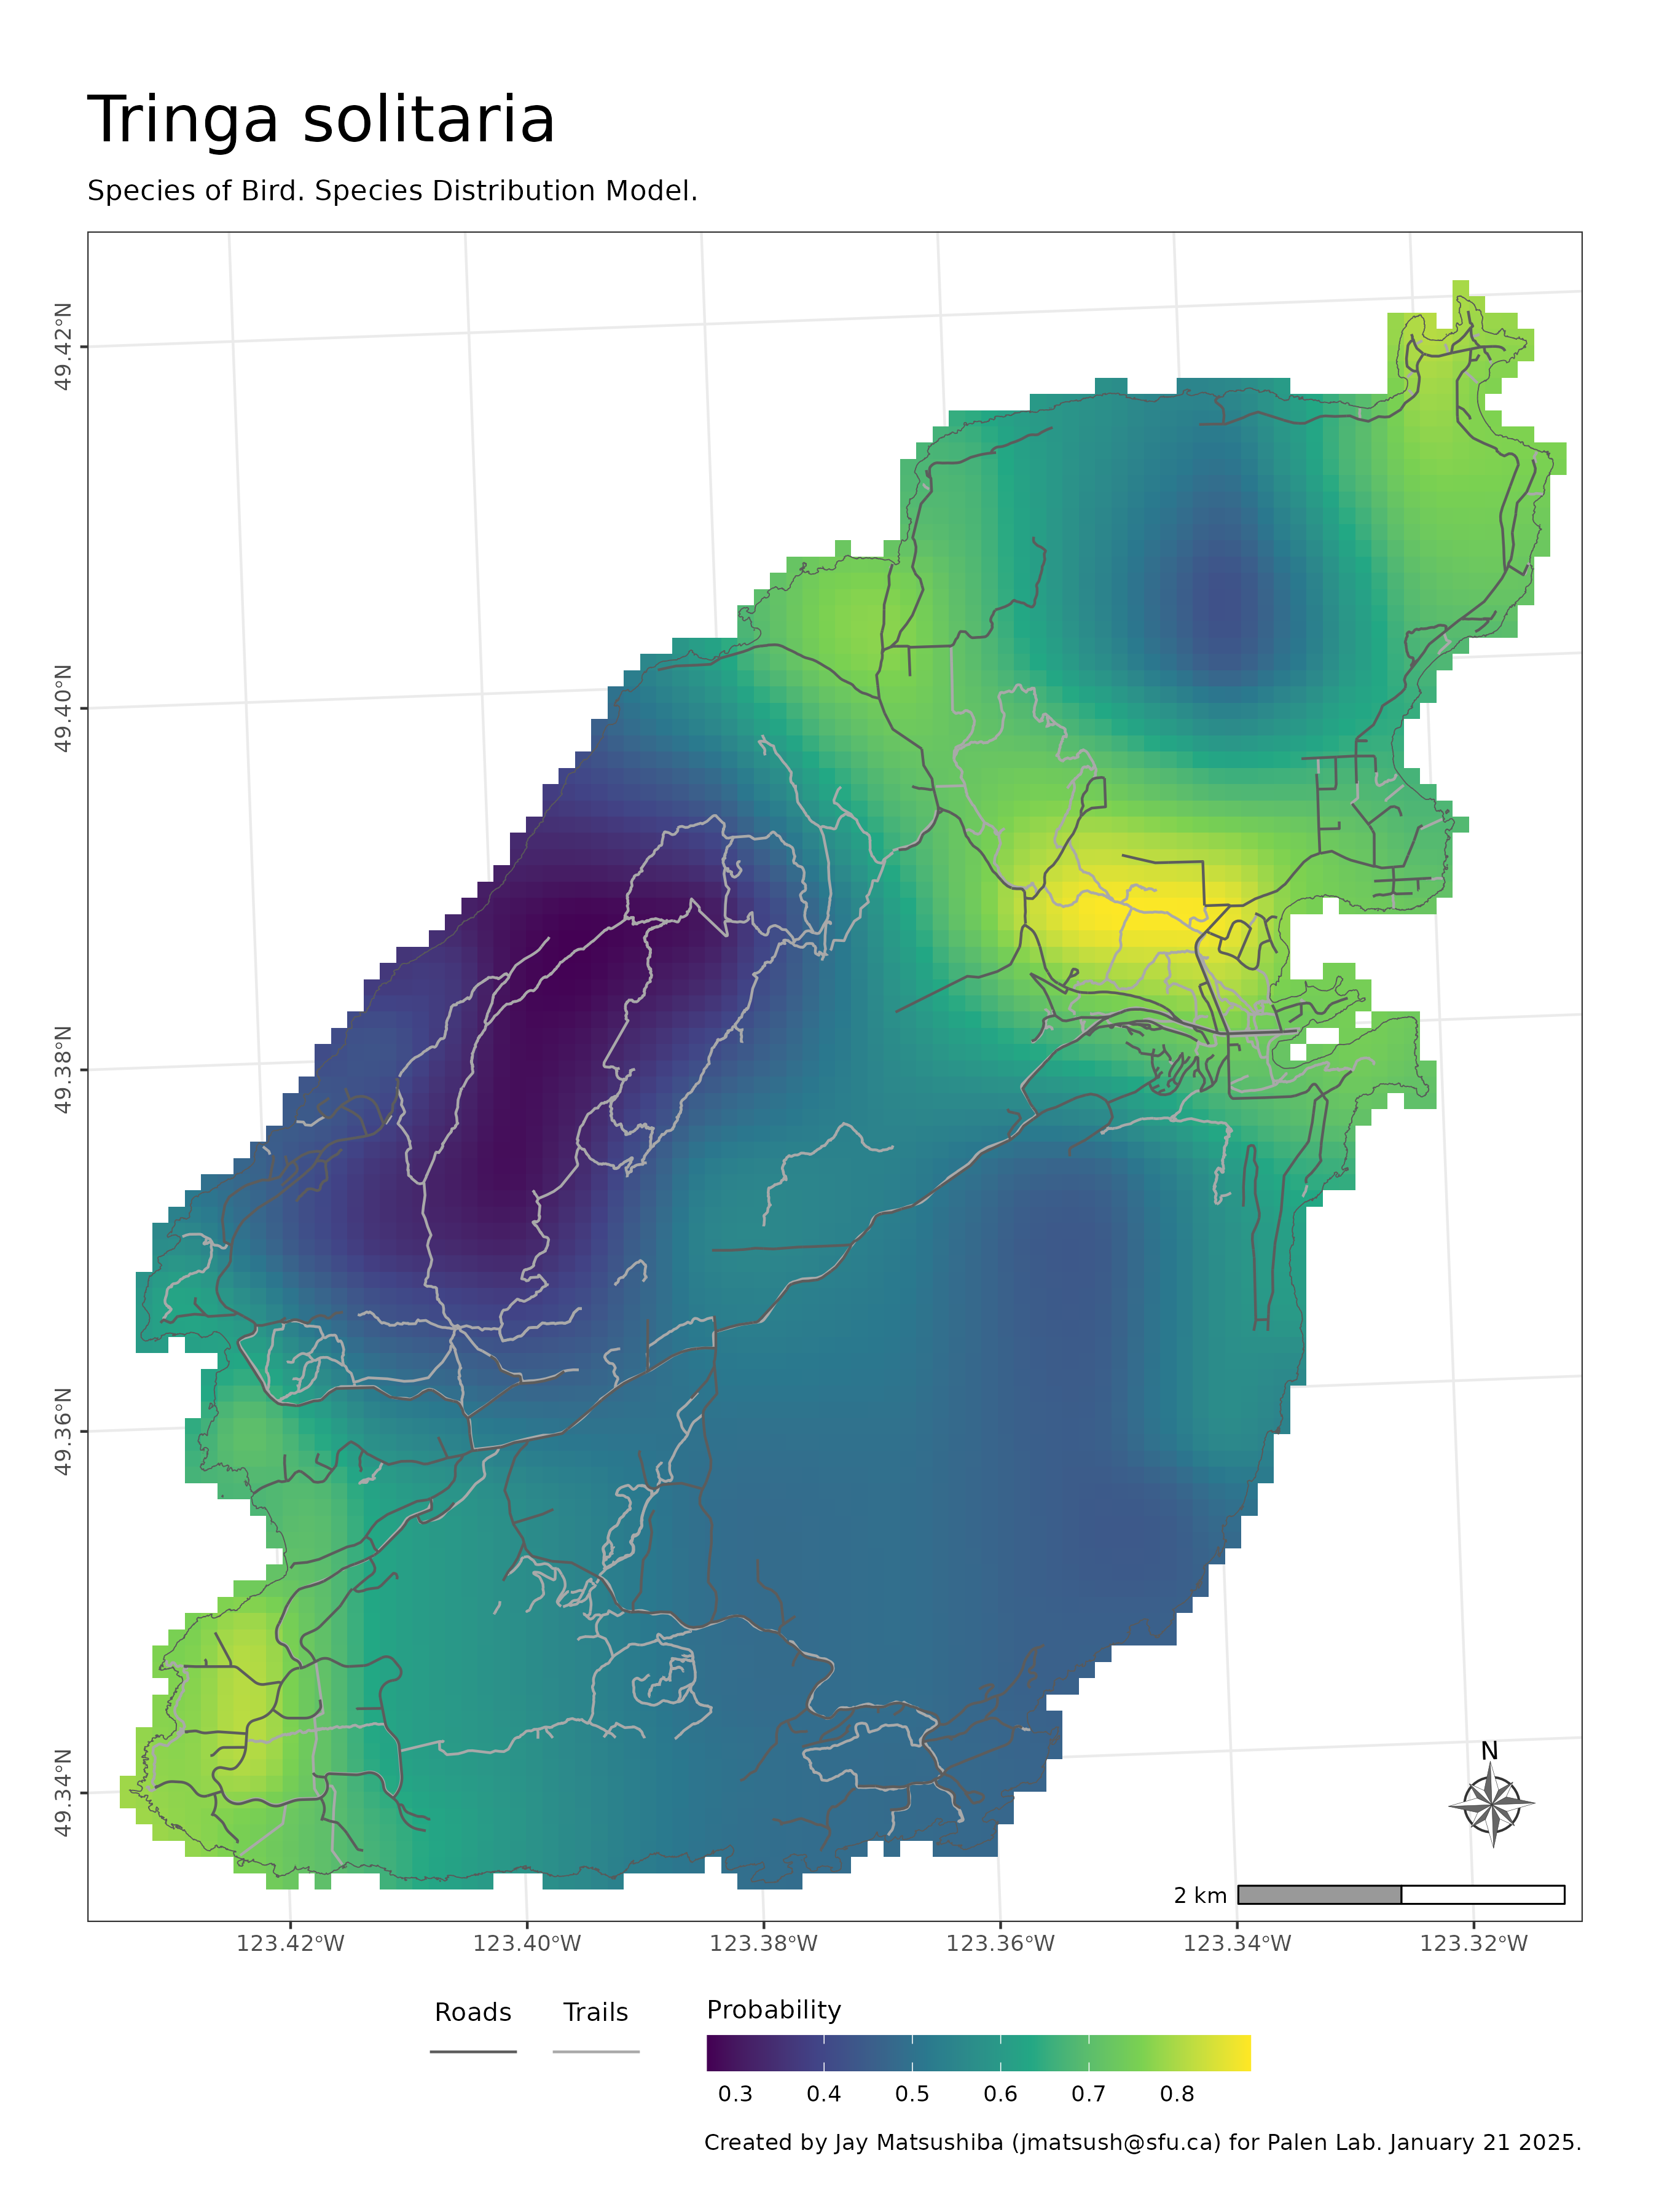 Tringa solitaria
Species of Bird. Species Distribution Model.
49.42°N
49.40°N
49.38°N
49.36°N
49.34°N
N
2 km
123.42°W 123.40°W 123.38°W 123.36°W 123.34°W 123.32°W
Roads Trails Probability
0.3 0.4 0.5 0.6 0.7 0.8
Created by Jay Matsushiba (jmatsush@sfu.ca) for Palen Lab. January 21 2025.